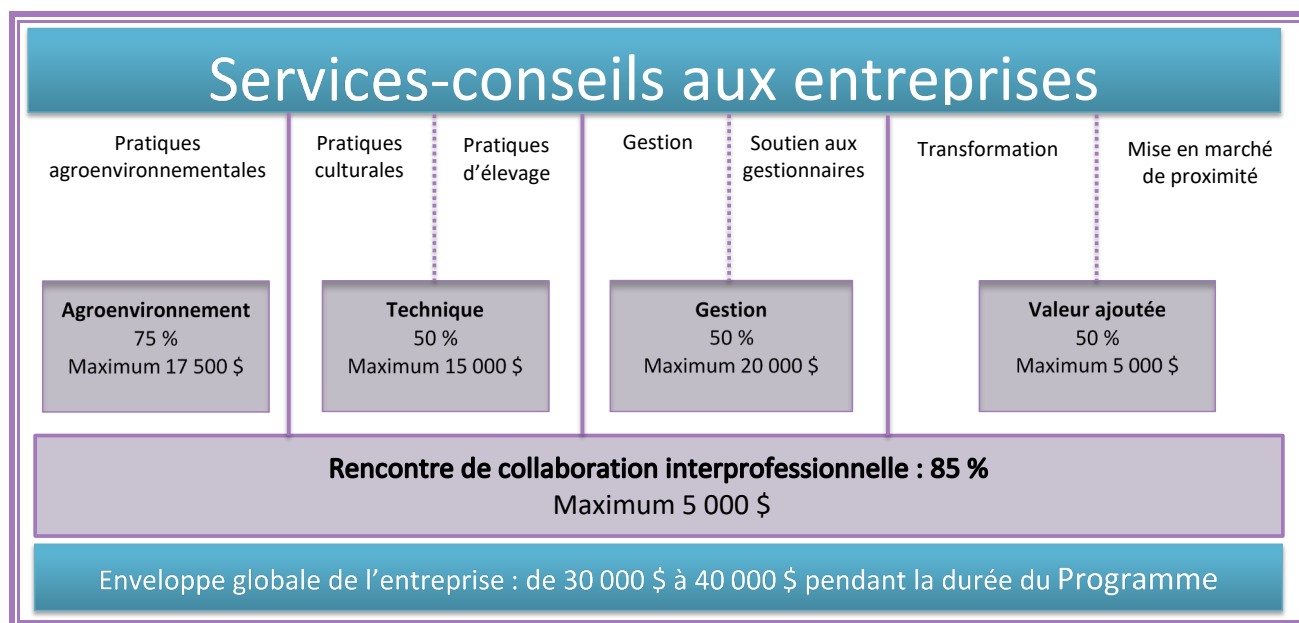 Services-conseils aux entreprises
Pratiques
agroenvironnementales
Pratiques
culturales
Pratiques
d’élevage
Gestion
Soutien aux
gestionnaires
Transformation
Mise en marché
de proximité
Agroenvironnement
75 %
Maximum 17 500 $
Technique
50 %
Maximum 15 000 $
Gestion
50 %
Maximum 20 000 $
Valeur ajoutée
50 %
Maximum 5 000 $
Rencontre de collaboration interprofessionnelle : 85 %
Maximum 5 000 $
Enveloppe globale de l’entreprise : de 30 000 $ à 40 000 $ pendant la durée du Programme